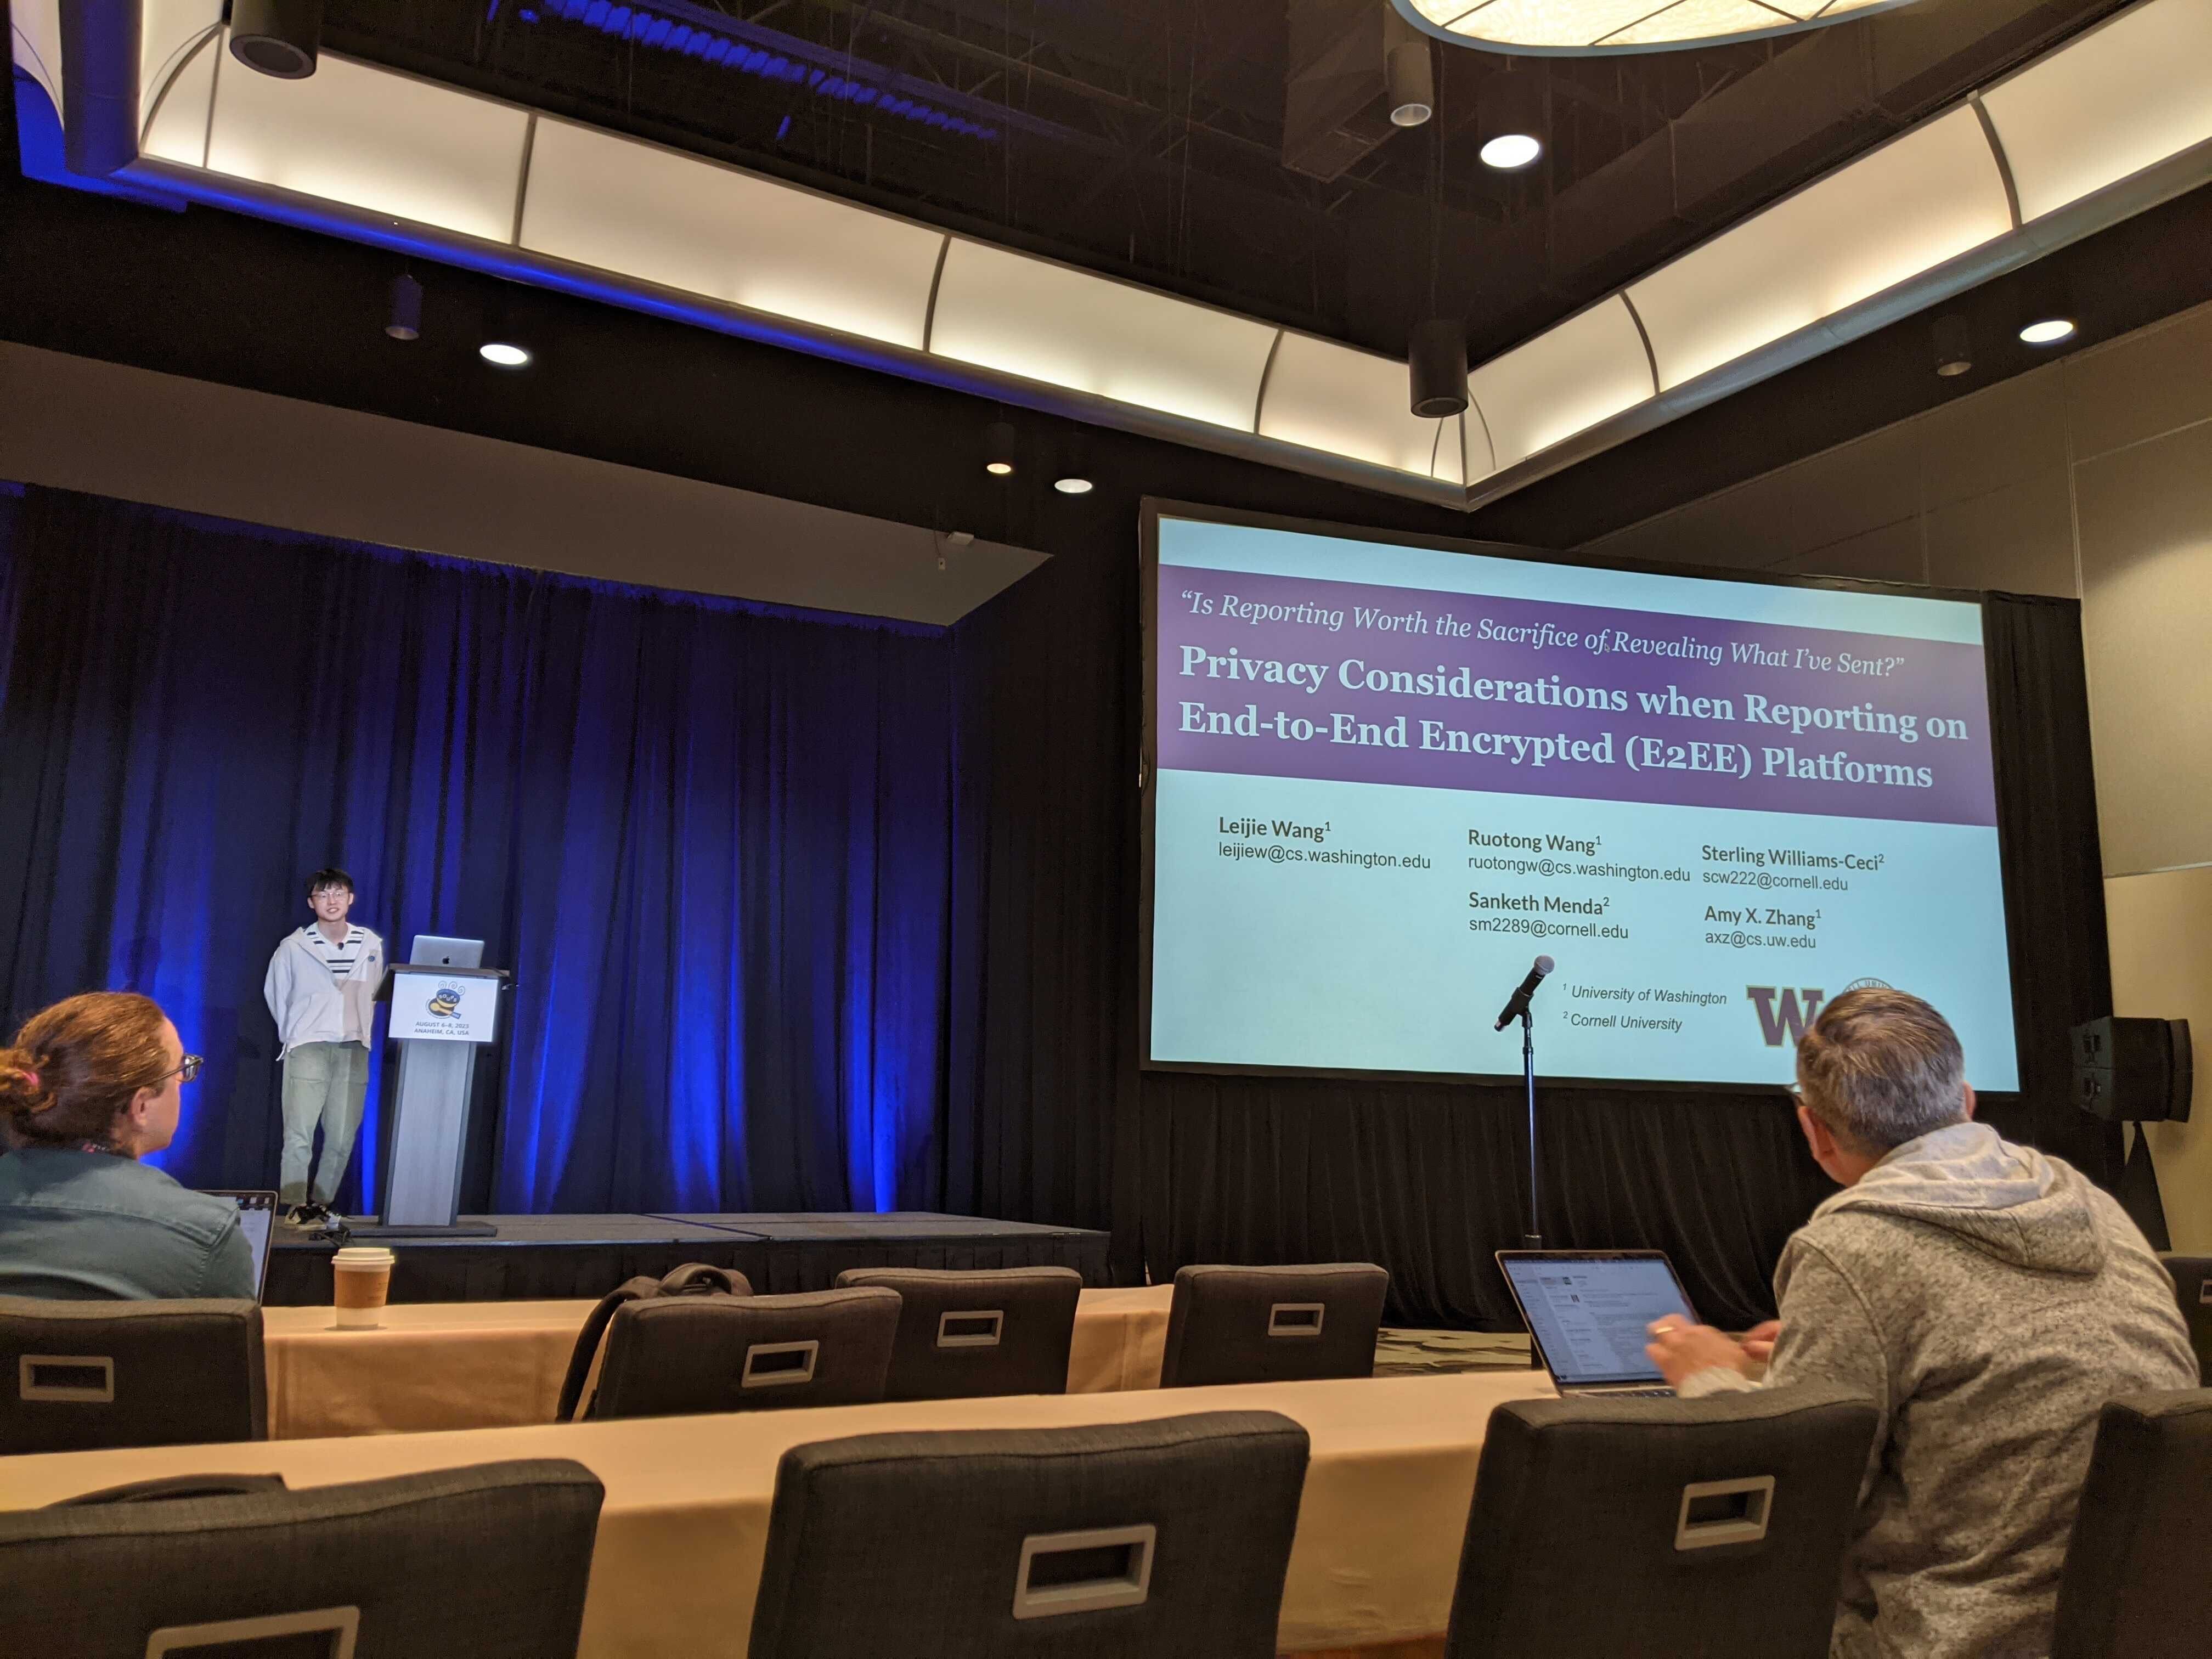 “Is Reporting Worth the Sacrifice of Revealing What I’ve Sent?”
Privacy Considerations when Reporting on
End-to-End Encrypted (E2EE) Platforms
Leijie Wang¹
leijiew@cs.washington.edu
Ruotong Wang¹
ruotongw@cs.washington.edu
Sterling Williams-Ceci²
scw222@cornell.edu
Sanketh Menda²
sm2289@cornell.edu
Amy X. Zhang¹
axz@cs.uw.edu
¹ University of Washington
² Cornell University
W
AUGUST 6–8, 2023
ANAHEIM, CA, USA